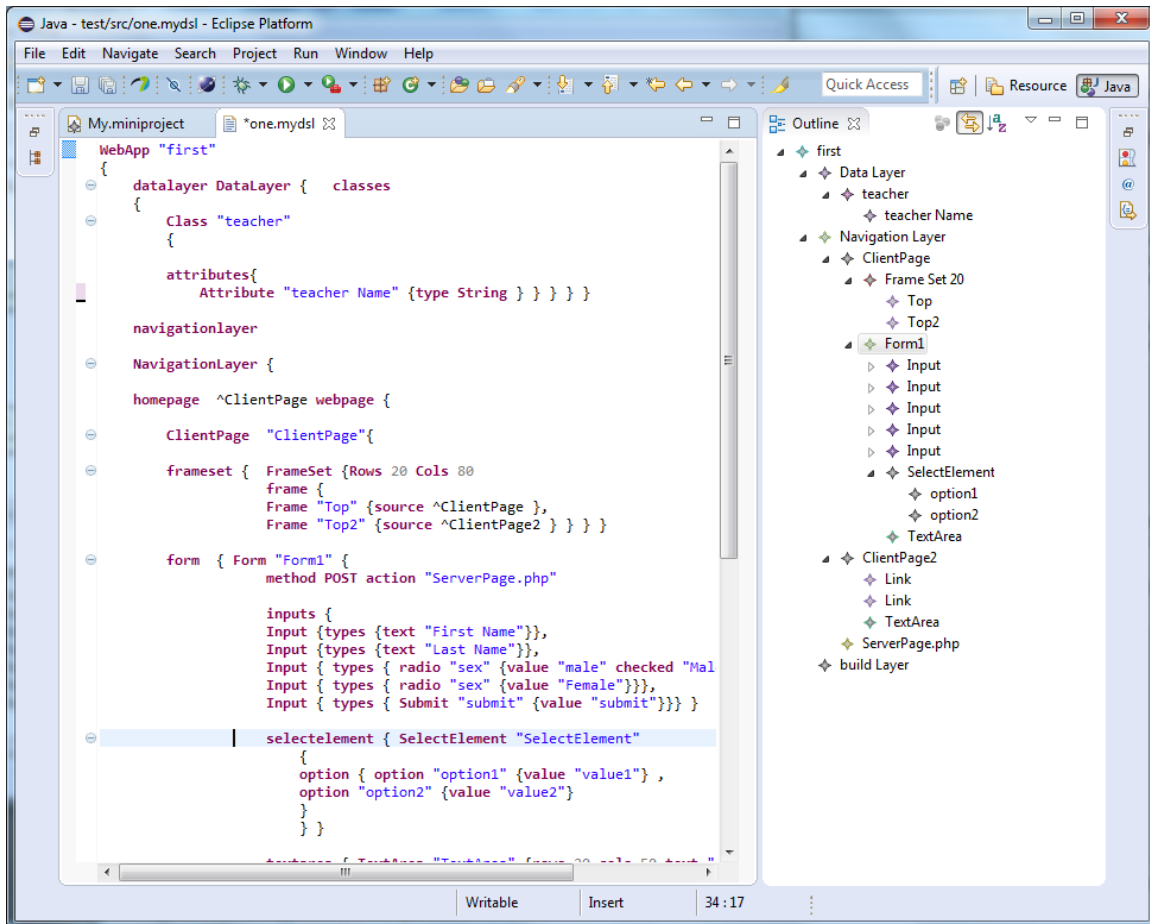 Java - test/src/one.mydsl - Eclipse Platform
File Edit Navigate Search Project Run Window Help
Quick Access
Resource
Java
My.miniproject
*one.mydsl
WebApp "first"
{
datalayer DataLayer { classes
{
Class "teacher"
{
attributes{
Attribute "teacher Name" {type String } } } } }
navigationlayer
NavigationLayer {
homepage ^ClientPage webpage {
ClientPage "ClientPage"{
frameset { FrameSet {Rows 20 Cols 80
frame {
Frame "Top" {source ^ClientPage },
Frame "Top2" {source ^ClientPage2 } } } }
form { Form "Form1" {
method POST action "ServerPage.php"
inputs {
Input {types {text "First Name"}},
Input {types {text "Last Name"}},
Input { types { radio "sex" {value "male" checked "Mal
Input { types { radio "sex" {value "Female"}}},
Input { types { Submit "submit" {value "submit"}}} }
selectelement { SelectElement "SelectElement"
{
option { option "option1" {value "value1"} ,
option "option2" {value "value2"}
}
} }
Outline
first
Data Layer
teacher
teacher Name
Navigation Layer
ClientPage
Frame Set 20
Top
Top2
Form1
Input
Input
Input
Input
Input
SelectElement
option1
option2
TextArea
ClientPage2
Link
Link
TextArea
ServerPage.php
build Layer
Writable
Insert
34 : 17